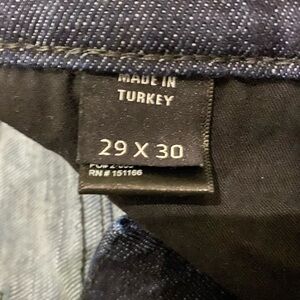 MADE IN
TURKEY
29 X 30
RN # 151166